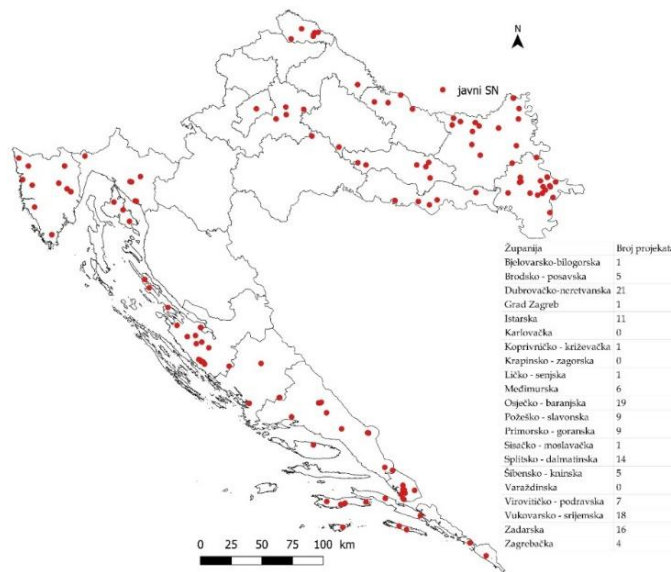 N
javni SN
Županija Broj projekata
Bjelovarsko-bilogorska 1
Brodsko - posavska 5
Dubrovačko-neretvanska 21
Grad Zagreb 1
Istarska 11
Karlovačka 0
Koprivničko - križevačka 1
Krapinsko - zagorska 0
Ličko - senjska 1
Međimurska 6
Osječko - baranjska 19
Požeško - slavonska 9
Primorsko - goranska 9
Sisačko - moslavačka 1
Splitsko - dalmatinska 14
Šibensko - kninska 5
Varaždinska 0
Virovitičko - podravska 7
Vukovarsko - srijemska 18
Zadarska 16
Zagrebačka 4
0 25 50 75 100 km